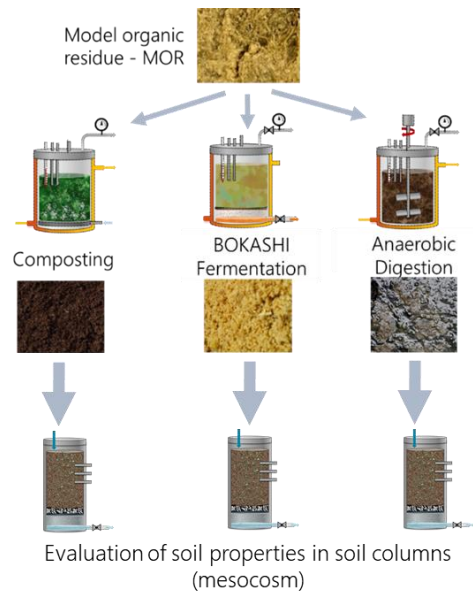 Model organic
residue - MOR
Composting
BOKASHI
Fermentation
Anaerobic
Digestion
Evaluation of soil properties in soil columns
(mesocosm)